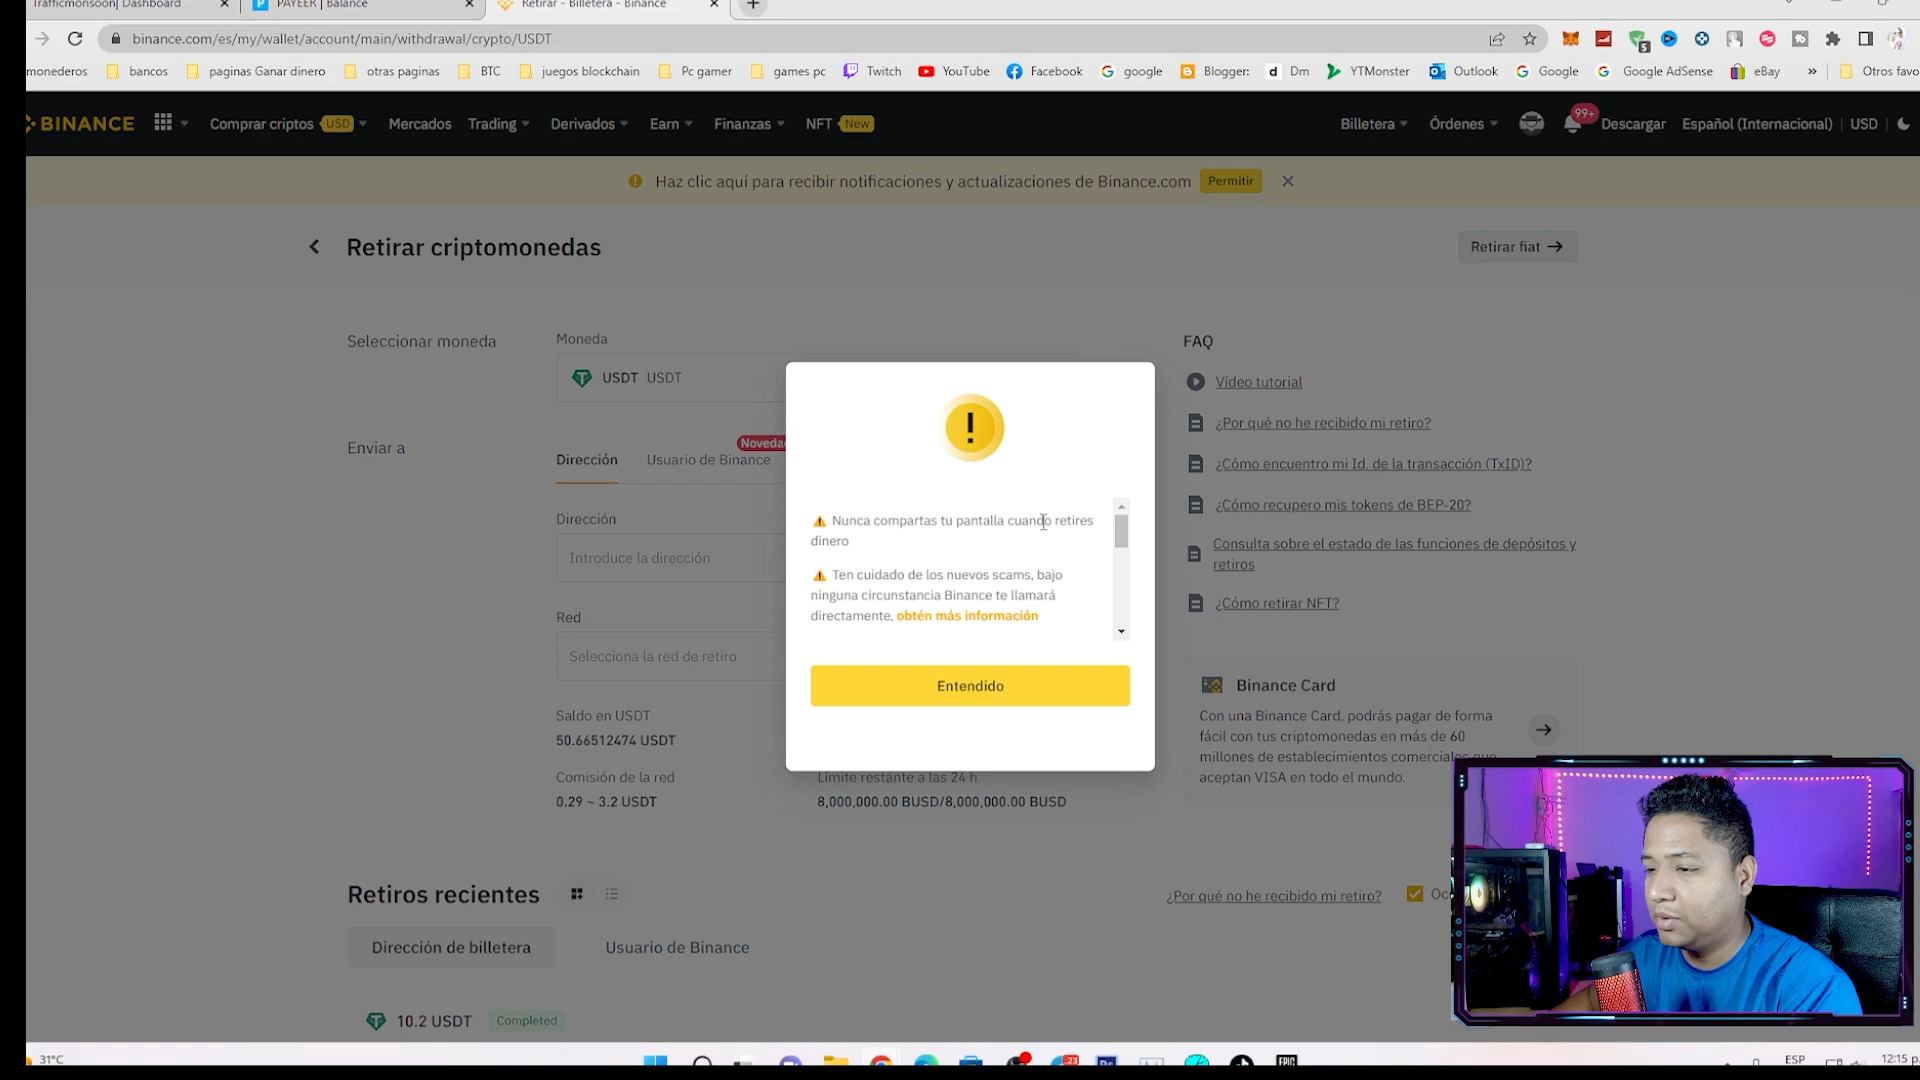 Trafficmonsoon| Dashboard
PAYEER | Balance
Retirar - Billetera - Binance
binance.com/es/my/wallet/account/main/withdrawal/crypto/USDT
5
monederos
bancos
paginas Ganar dinero
otras paginas
BTC
juegos blockchain
Pc gamer
games pc
Twitch
YouTube
Facebook
google
Blogger:
Dm
YTMonster
Outlook
Google
Google AdSense
eBay
»
Otros favo
BINANCE
Comprar criptos USD
Mercados
Trading
Derivados
Earn
Finanzas
NFT New
Billetera
Órdenes
99+
Descargar
Español (Internacional)
USD
Haz clic aquí para recibir notificaciones y actualizaciones de Binance.com
Permitir
Retirar criptomonedas
Retirar fiat →
Seleccionar moneda
Moneda
USDT USDT
Enviar a
Novedad
Dirección
Usuario de Binance
Dirección
Introduce la dirección
Red
Selecciona la red de retiro
Saldo en USDT
50.66512474 USDT
Comisión de la red
0.29 ~ 3.2 USDT
Límite restante a las 24 h
8,000,000.00 BUSD/8,000,000.00 BUSD
!
Nunca compartas tu pantalla cuando retires
dinero
Ten cuidado de los nuevos scams, bajo
ninguna circunstancia Binance te llamará
directamente, obtén más información
Entendido
FAQ
Vídeo tutorial
¿Por qué no he recibido mi retiro?
¿Cómo encuentro mi Id. de la transacción (TxID)?
¿Cómo recupero mis tokens de BEP-20?
Consulta sobre el estado de las funciones de depósitos y
retiros
¿Cómo retirar NFT?
Binance Card
Con una Binance Card, podrás pagar de forma
fácil con tus criptomonedas en más de 60
millones de establecimientos comerciales que
aceptan VISA en todo el mundo.
Retiros recientes
¿Por qué no he recibido mi retiro?
Oc
Dirección de billetera
Usuario de Binance
10.2 USDT
Completed
31°C
23
Pr
EPIC
ESP
12:15 p.